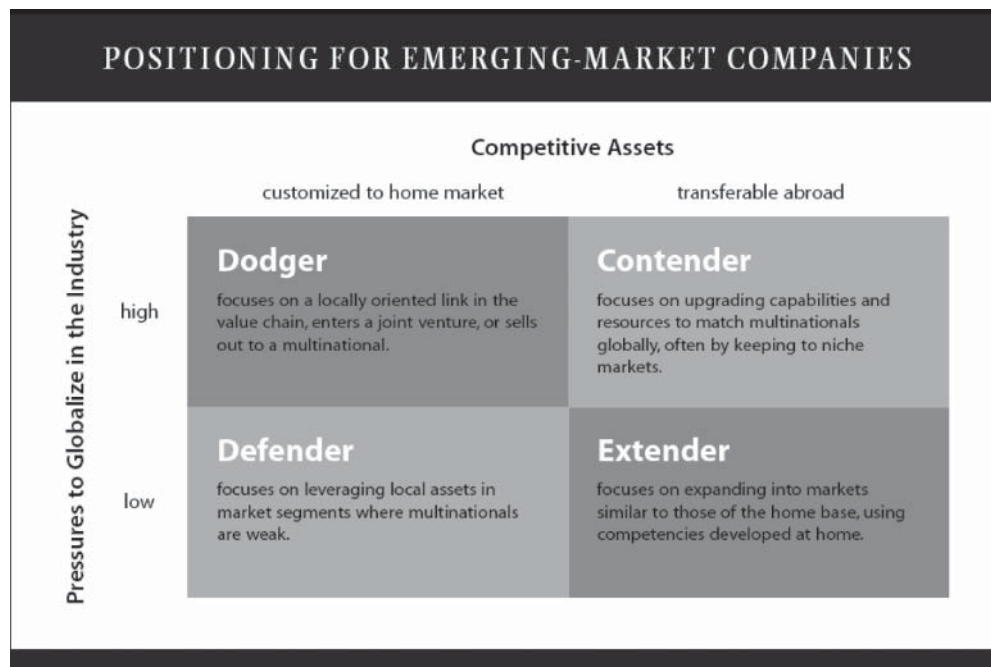 POSITIONING FOR EMERGING-MARKET COMPANIES
Competitive Assets
customized to home market
transferable abroad
Pressures to Globalize in the Industry
high
Dodger
focuses on a locally oriented link in the
value chain, enters a joint venture, or sells
out to a multinational.
Contender
focuses on upgrading capabilities and
resources to match multinationals
globally, often by keeping to niche
markets.
low
Defender
focuses on leveraging local assets in
market segments where multinationals
are weak.
Extender
focuses on expanding into markets
similar to those of the home base, using
competencies developed at home.